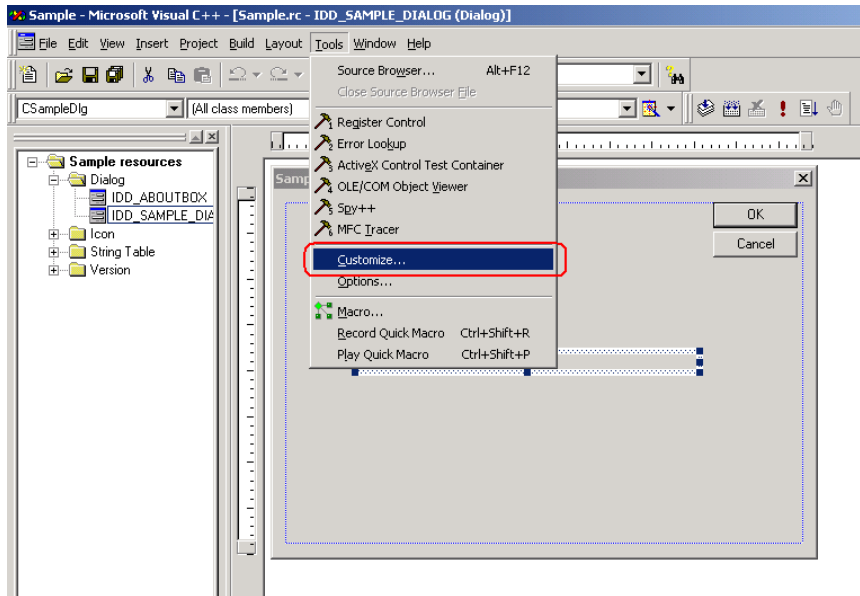 Sample - Microsoft Visual C++ - [Sample.rc - IDD_SAMPLE_DIALOG (Dialog)]
File Edit View Insert Project Build Layout Tools Window Help
CSampleDlg (All class members)
Source Browser... Alt+F12
Close Source Browser File
Register Control
Error Lookup
ActiveX Control Test Container
OLE/COM Object Viewer
Spy++
MFC Tracer
Customize...
Options...
Macro...
Record Quick Macro Ctrl+Shift+R
Play Quick Macro Ctrl+Shift+P
Sample resources
Dialog
IDD_ABOUTBOX
IDD_SAMPLE_DIA
Icon
String Table
Version
Samp
OK
Cancel